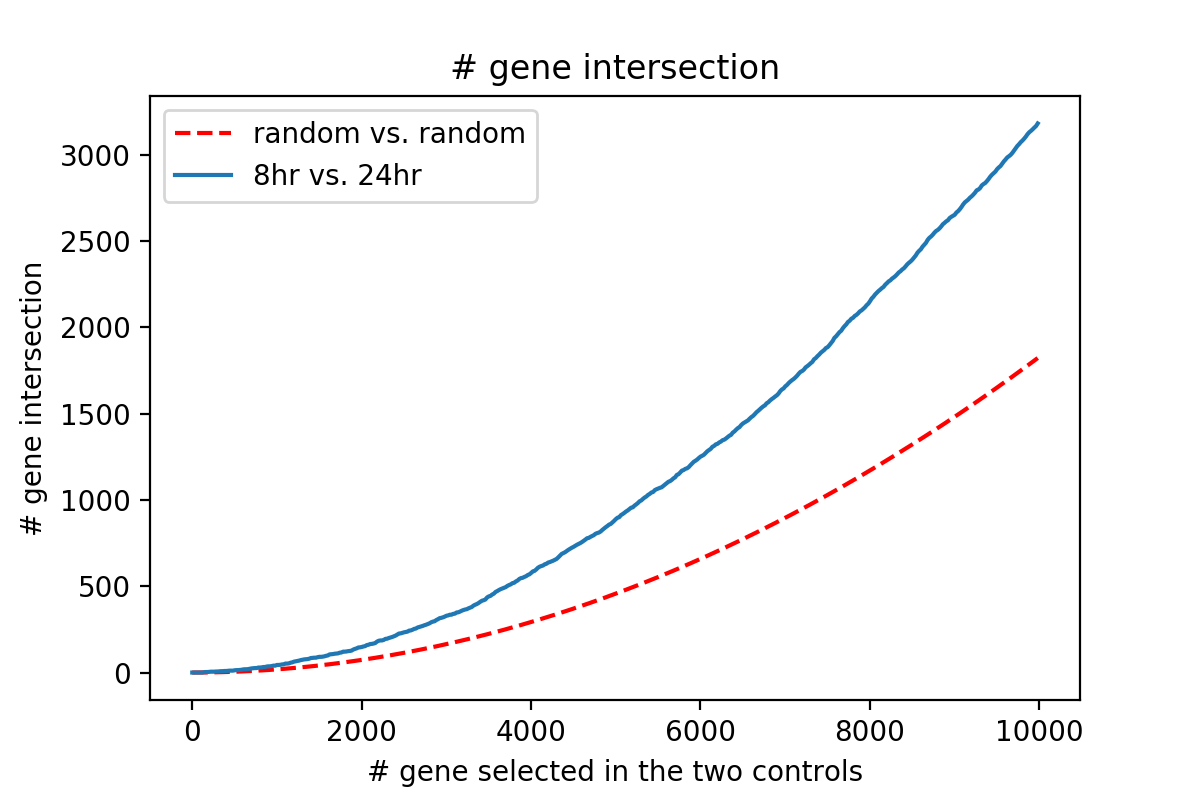 # gene intersection
random vs. random
8hr vs. 24hr
3000
2500
2000
1500
1000
500
0
# gene intersection
0 2000 4000 6000 8000 10000
# gene selected in the two controls